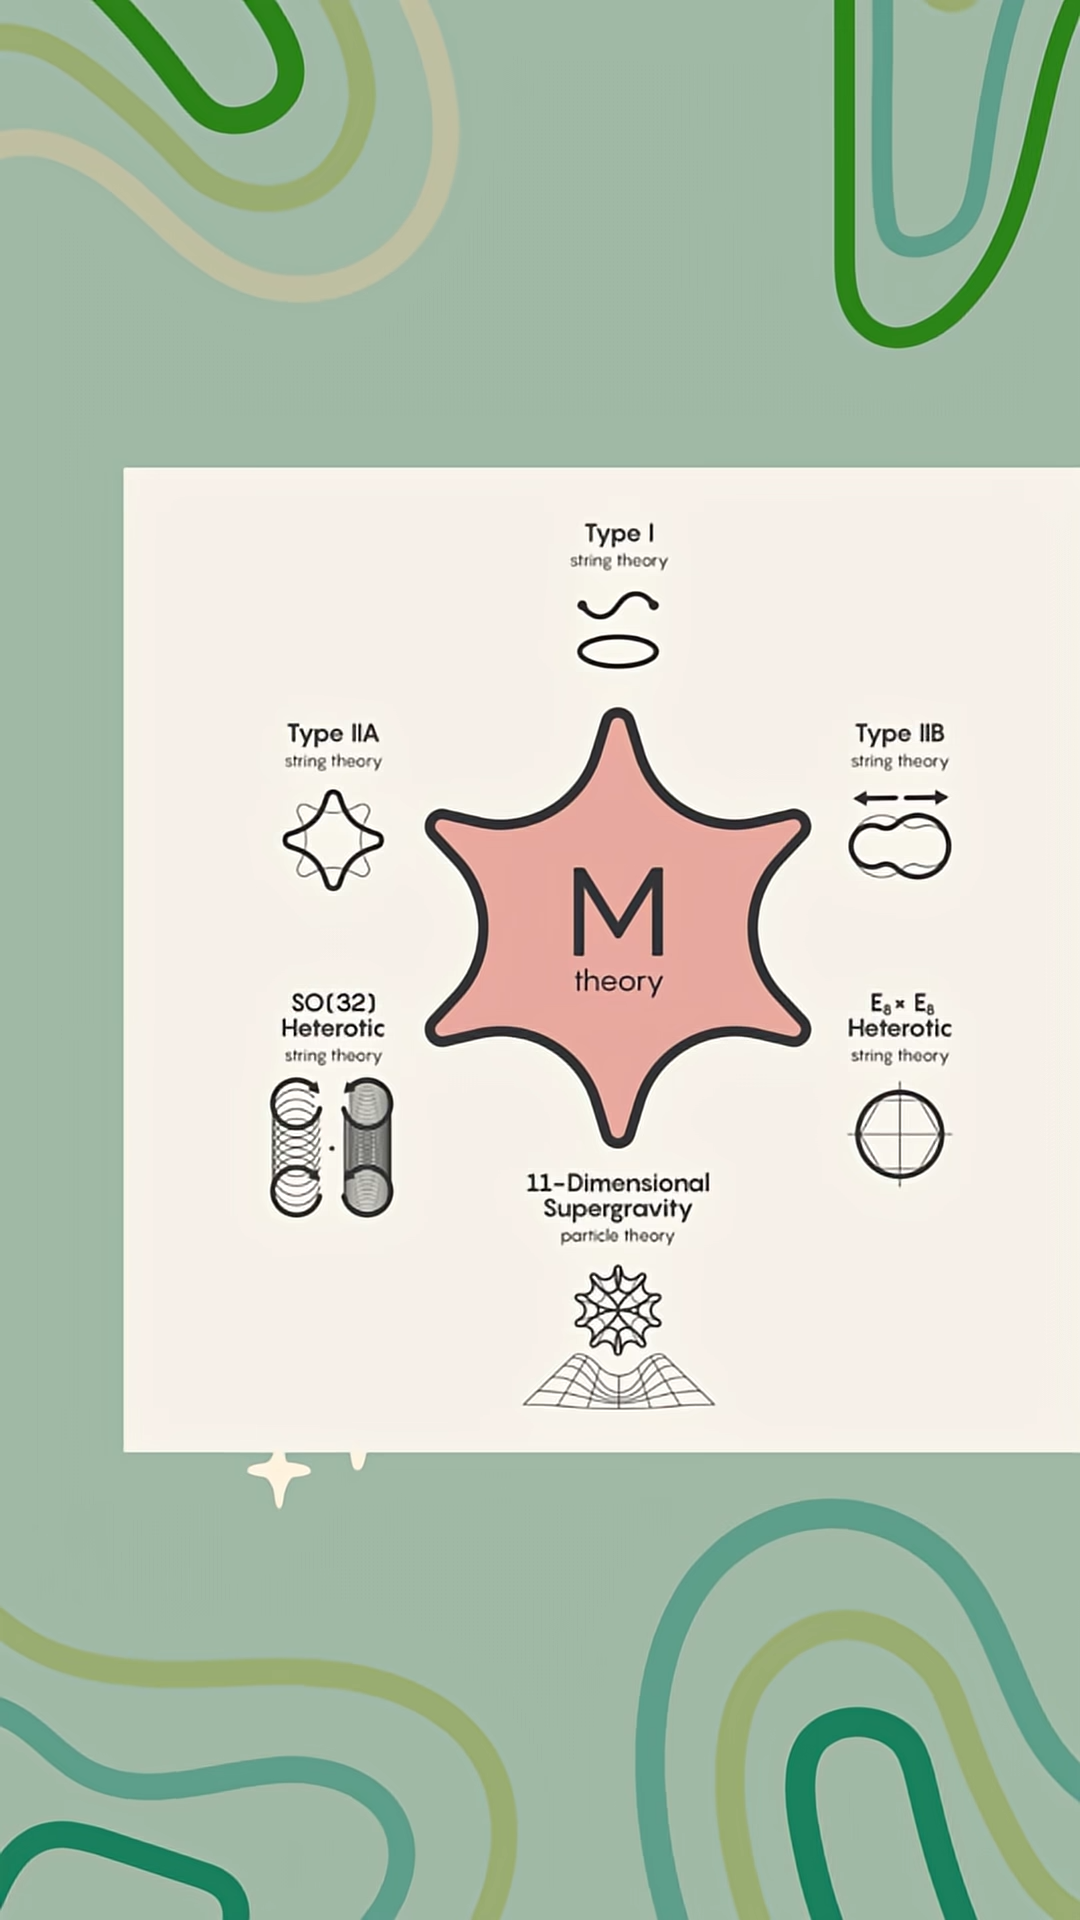 Type I
string theory
Type IIA
string theory
Type IIB
string theory
M
theory
SO(32)
Heterotic
string theory
E₈ × E₈
Heterotic
string theory
11-Dimensional
Supergravity
particle theory